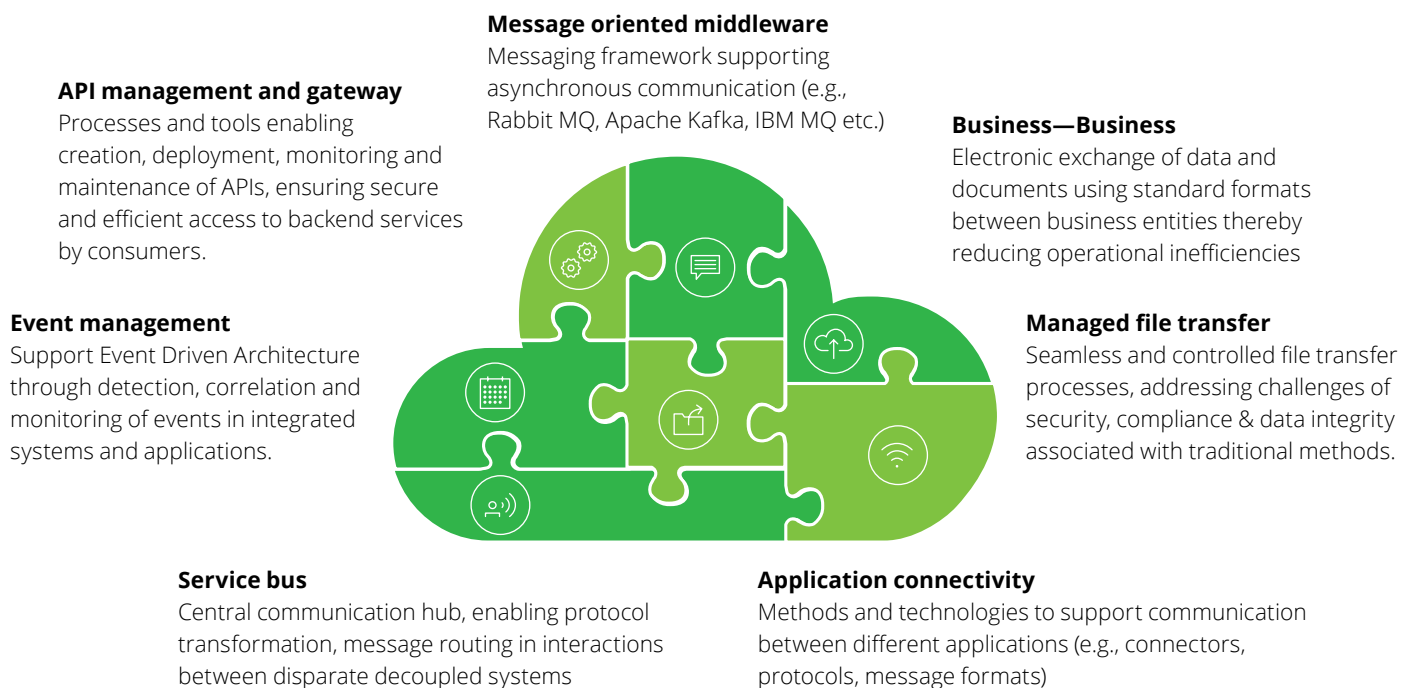 Message oriented middleware
Messaging framework supporting
asynchronous communication (e.g.,
Rabbit MQ, Apache Kafka, IBM MQ etc.)
API management and gateway
Processes and tools enabling
creation, deployment, monitoring and
maintenance of APIs, ensuring secure
and efficient access to backend services
by consumers.
Business—Business
Electronic exchange of data and
documents using standard formats
between business entities thereby
reducing operational inefficiencies
Event management
Support Event Driven Architecture
through detection, correlation and
monitoring of events in integrated
systems and applications.
Managed file transfer
Seamless and controlled file transfer
processes, addressing challenges of
security, compliance & data integrity
associated with traditional methods.
Service bus
Central communication hub, enabling protocol
transformation, message routing in interactions
between disparate decoupled systems
Application connectivity
Methods and technologies to support communication
between different applications (e.g., connectors,
protocols, message formats)